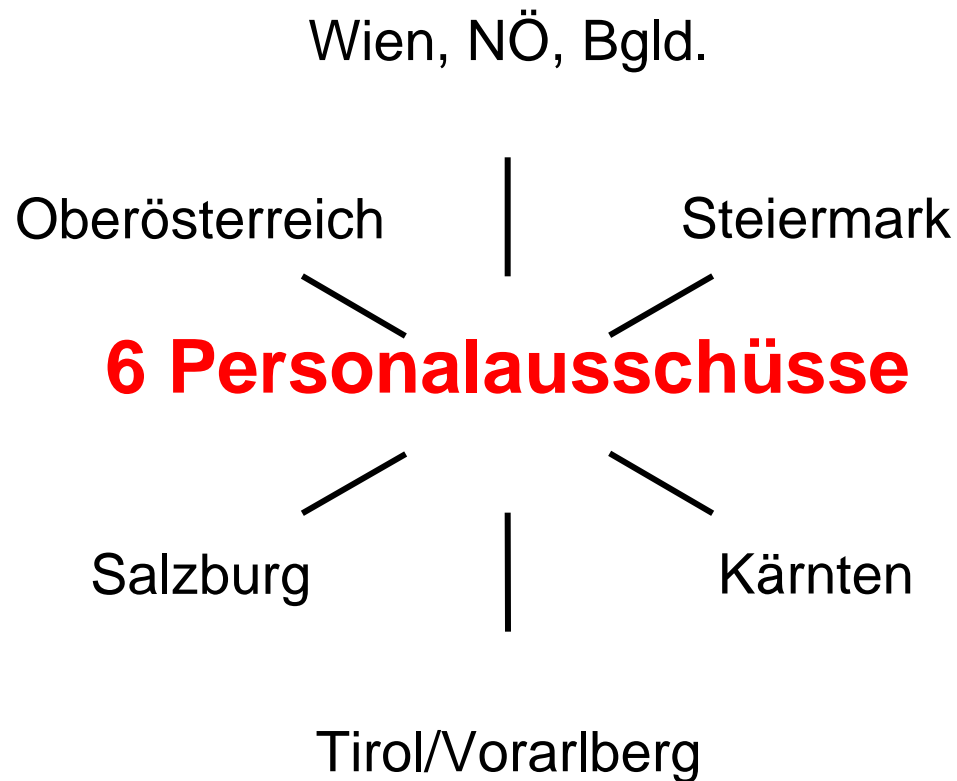 Wien, NÖ, Bgld.
Oberösterreich
Steiermark
6 Personalausschüsse
Salzburg
Kärnten
Tirol/Vorarlberg